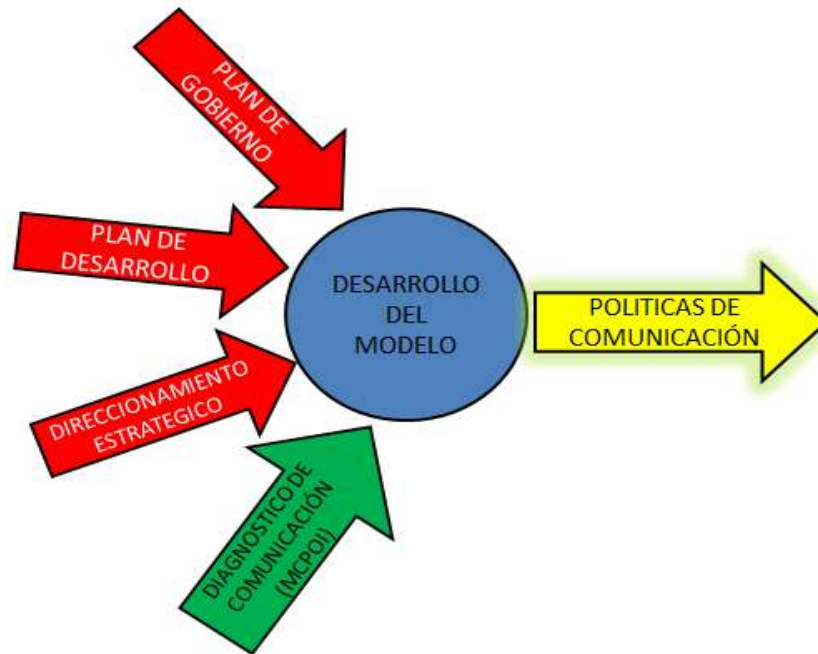 PLAN DE
GOBIERNO
PLAN DE
DESARROLLO
DIRECCIONAMIENTO
ESTRATEGICO
DIAGNOSTICO DE
COMUNICACIÓN
(MCPOI)
DESARROLLO
DEL
MODELO
POLITICAS DE
COMUNICACIÓN